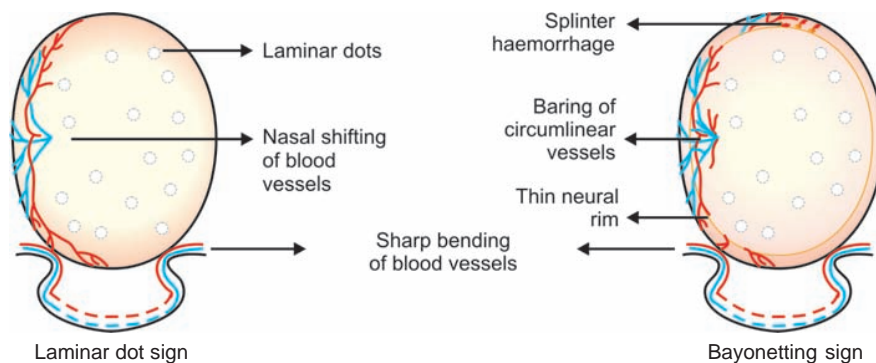 Laminar dots
Nasal shifting
of blood
vessels
Splinter
haemorrhage
Baring of
circumlinear
vessels
Thin neural
rim
Sharp bending
of blood vessels
Laminar dot sign
Bayonetting sign